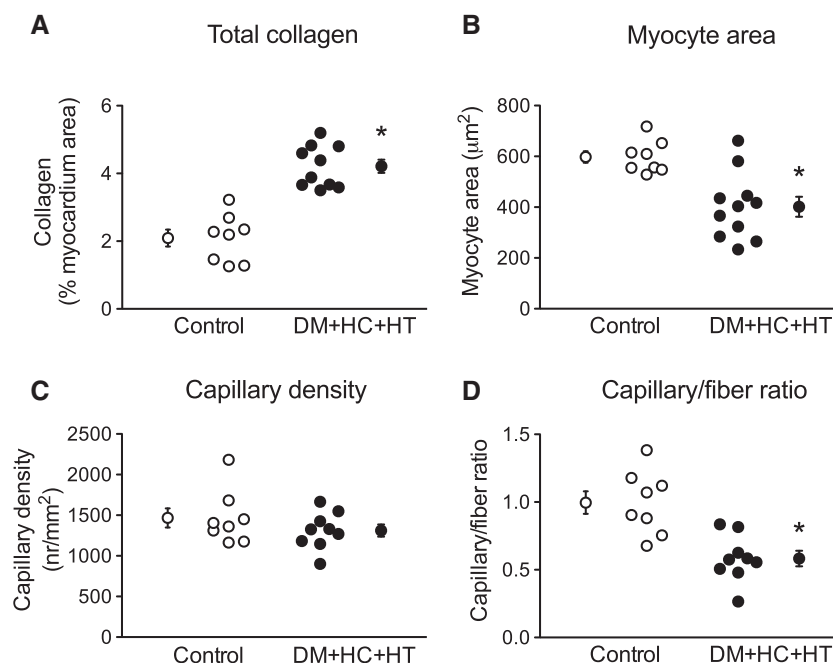 A
Total collagen
Collagen
(% myocardium area)
6
4
2
0
*
Control
DM+HC+HT
B
Myocyte area
Myocyte area (μm²)
800
600
400
200
0
*
Control
DM+HC+HT
C
Capillary density
Capillary density
(nr/mm²)
2500
2000
1500
1000
500
0
Control
DM+HC+HT
D
Capillary/fiber ratio
Capillary/fiber ratio
1.5
1.0
0.5
0.0
*
Control
DM+HC+HT